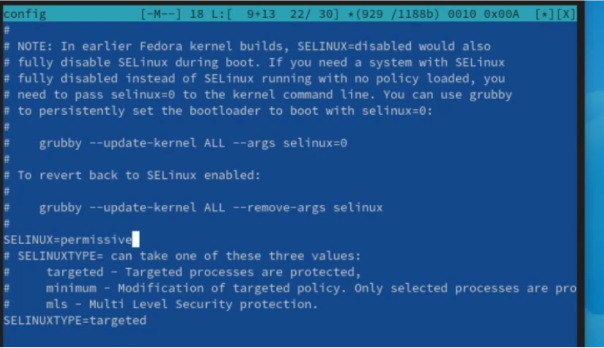 config [-M--] 18 L:[ 9+13 22/ 30] *(929 /1188b) 0010 0x00A [*][X]
#
# NOTE: In earlier Fedora kernel builds, SELINUX=disabled would also
# fully disable SELinux during boot. If you need a system with SELinux
# fully disabled instead of SELinux running with no policy loaded, you
# need to pass selinux=0 to the kernel command line. You can use grubby
# to persistently set the bootloader to boot with selinux=0:
#
# grubby --update-kernel ALL --args selinux=0
#
# To revert back to SELinux enabled:
#
# grubby --update-kernel ALL --remove-args selinux
#
SELINUX=permissive
# SELINUXTYPE= can take one of these three values:
# targeted - Targeted processes are protected,
# minimum - Modification of targeted policy. Only selected processes are pro
# mls - Multi Level Security protection.
SELINUXTYPE=targeted